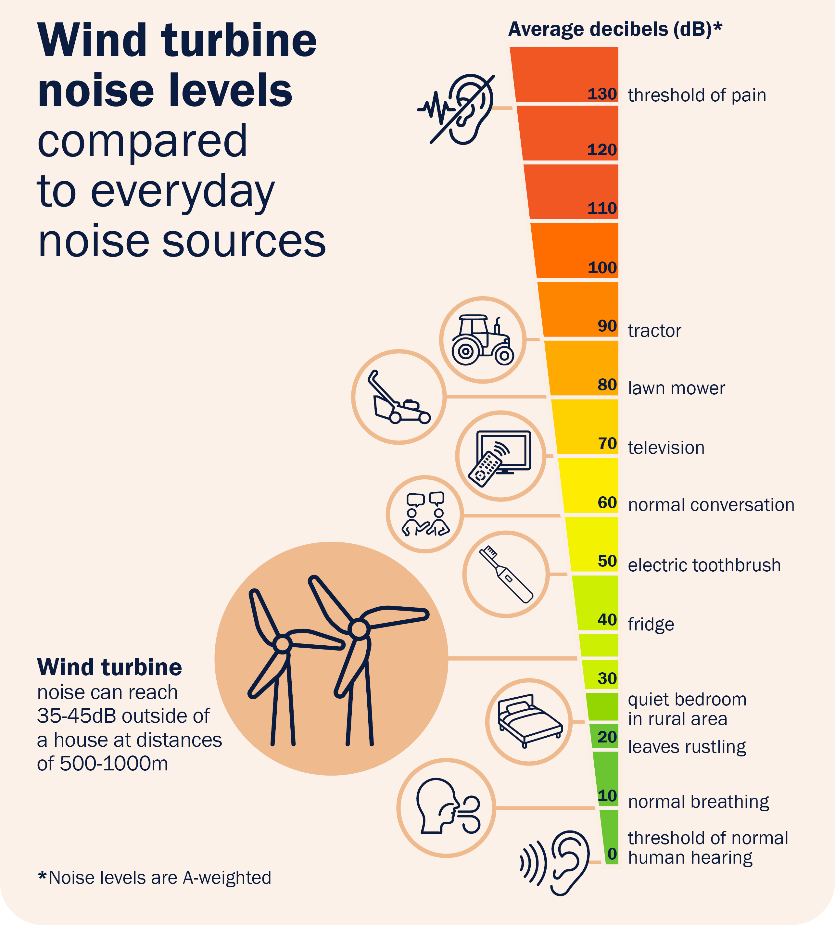 Wind turbine
noise levels
compared
to everyday
noise sources
Average decibels (dB)*
130 threshold of pain
120
110
100
90 tractor
80 lawn mower
70 television
60 normal conversation
50 electric toothbrush
40 fridge
30
quiet bedroom
in rural area
20 leaves rustling
10 normal breathing
threshold of normal
0 human hearing
Wind turbine
noise can reach
35-45dB outside of
a house at distances
of 500-1000m
*Noise levels are A-weighted